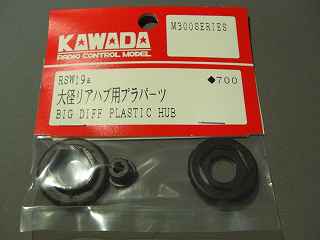 KAWADA
RADIO CONTROL MODEL
M300SERIES
RSW19a
◆700
大径リアハブ用プラパーツ
BIG DIFF PLASTIC HUB